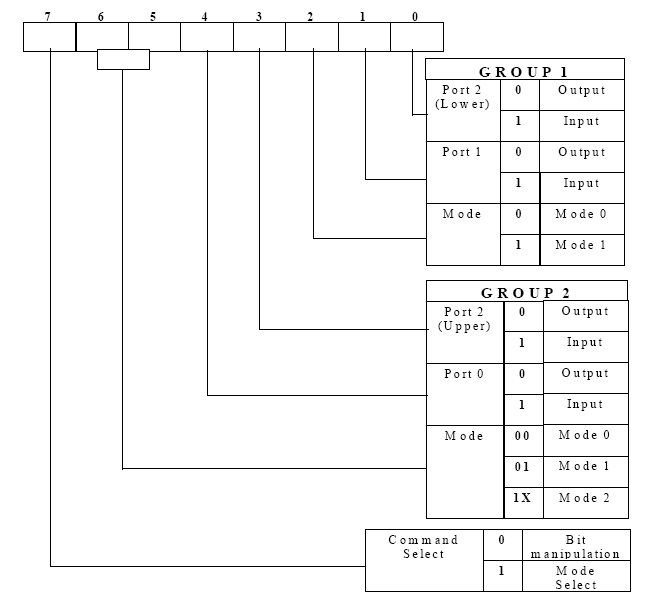 7 6 5 4 3 2 1 0
GROUP 1
Port 2 0 Output
(Lower)
1 Input
Port 1 0 Output
1 Input
Mode 0 Mode 0
1 Mode 1
GROUP 2
Port 2 0 Output
(Upper)
1 Input
Port 0 0 Output
1 Input
Mode 00 Mode 0
01 Mode 1
1X Mode 2
Command 0 Bit
Select manipulation
1 Mode
Select